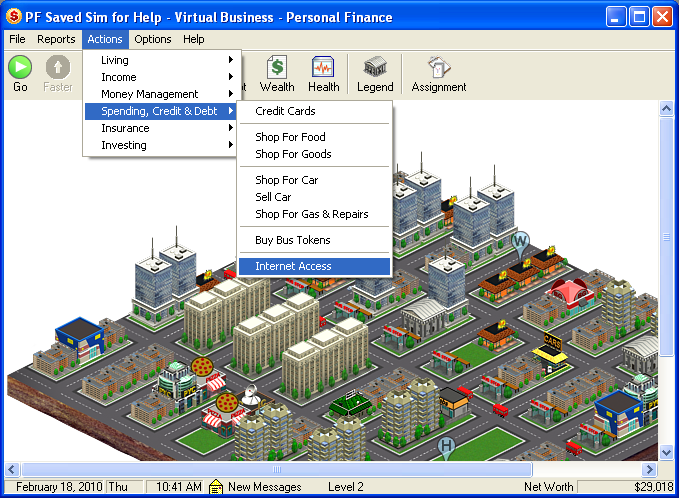 PF Saved Sim for Help - Virtual Business - Personal Finance
File Reports Actions Options Help
Go Faster Wealth Health Legend Assignment
Living
Income
Money Management
Spending, Credit & Debt
Insurance
Investing
Credit Cards
Shop For Food
Shop For Goods
Shop For Car
Sell Car
Shop For Gas & Repairs
Buy Bus Tokens
Internet Access
W
CARS
H
February 18, 2010 Thu 10:41 AM New Messages Level 2 Net Worth $29,018